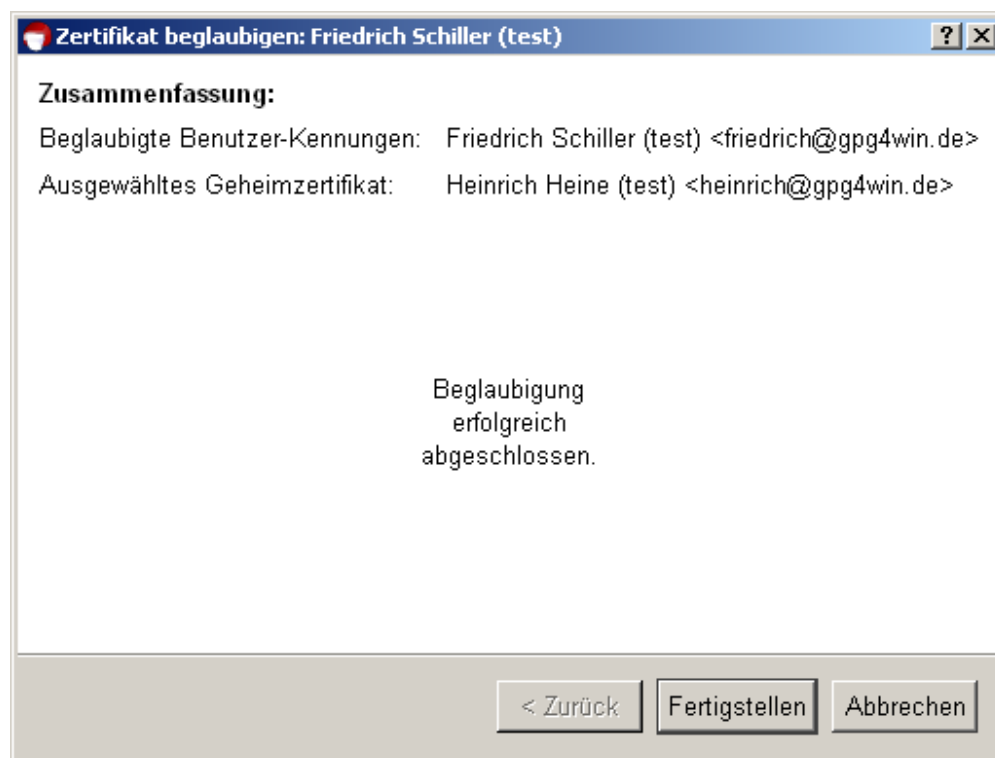 Zertifikat beglaubigen: Friedrich Schiller (test)
Zusammenfassung:
Beglaubigte Benutzer-Kennungen: Friedrich Schiller (test) <friedrich@gpg4win.de>
Ausgewähltes Geheimzertifikat: Heinrich Heine (test) <heinrich@gpg4win.de>
Beglaubigung
erfolgreich
abgeschlossen.
< Zurück Fertigstellen Abbrechen